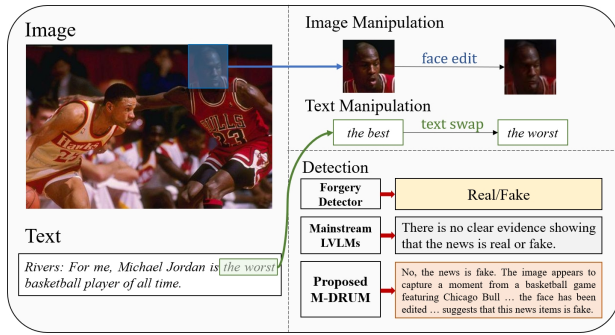 Image
Hawks
25
BULLS
23
Text
Rivers: For me, Michael Jordan is the worst
basketball player of all time.
Image Manipulation
face edit
Text Manipulation
the best
text swap
the worst
Detection
Forgery
Detector
Real/Fake
Mainstream
LVLMs
There is no clear evidence showing
that the news is real or fake.
Proposed
M-DRUM
No, the news is fake. The image appears to
capture a moment from a basketball game
featuring Chicago Bull … the face has been
edited … suggests that this news items is fake.